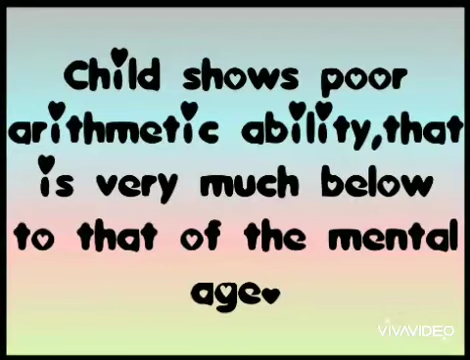 Child shows poor
arithmetic ability,that
is very much below
to that of the mental
age.
VIVAVIDEO